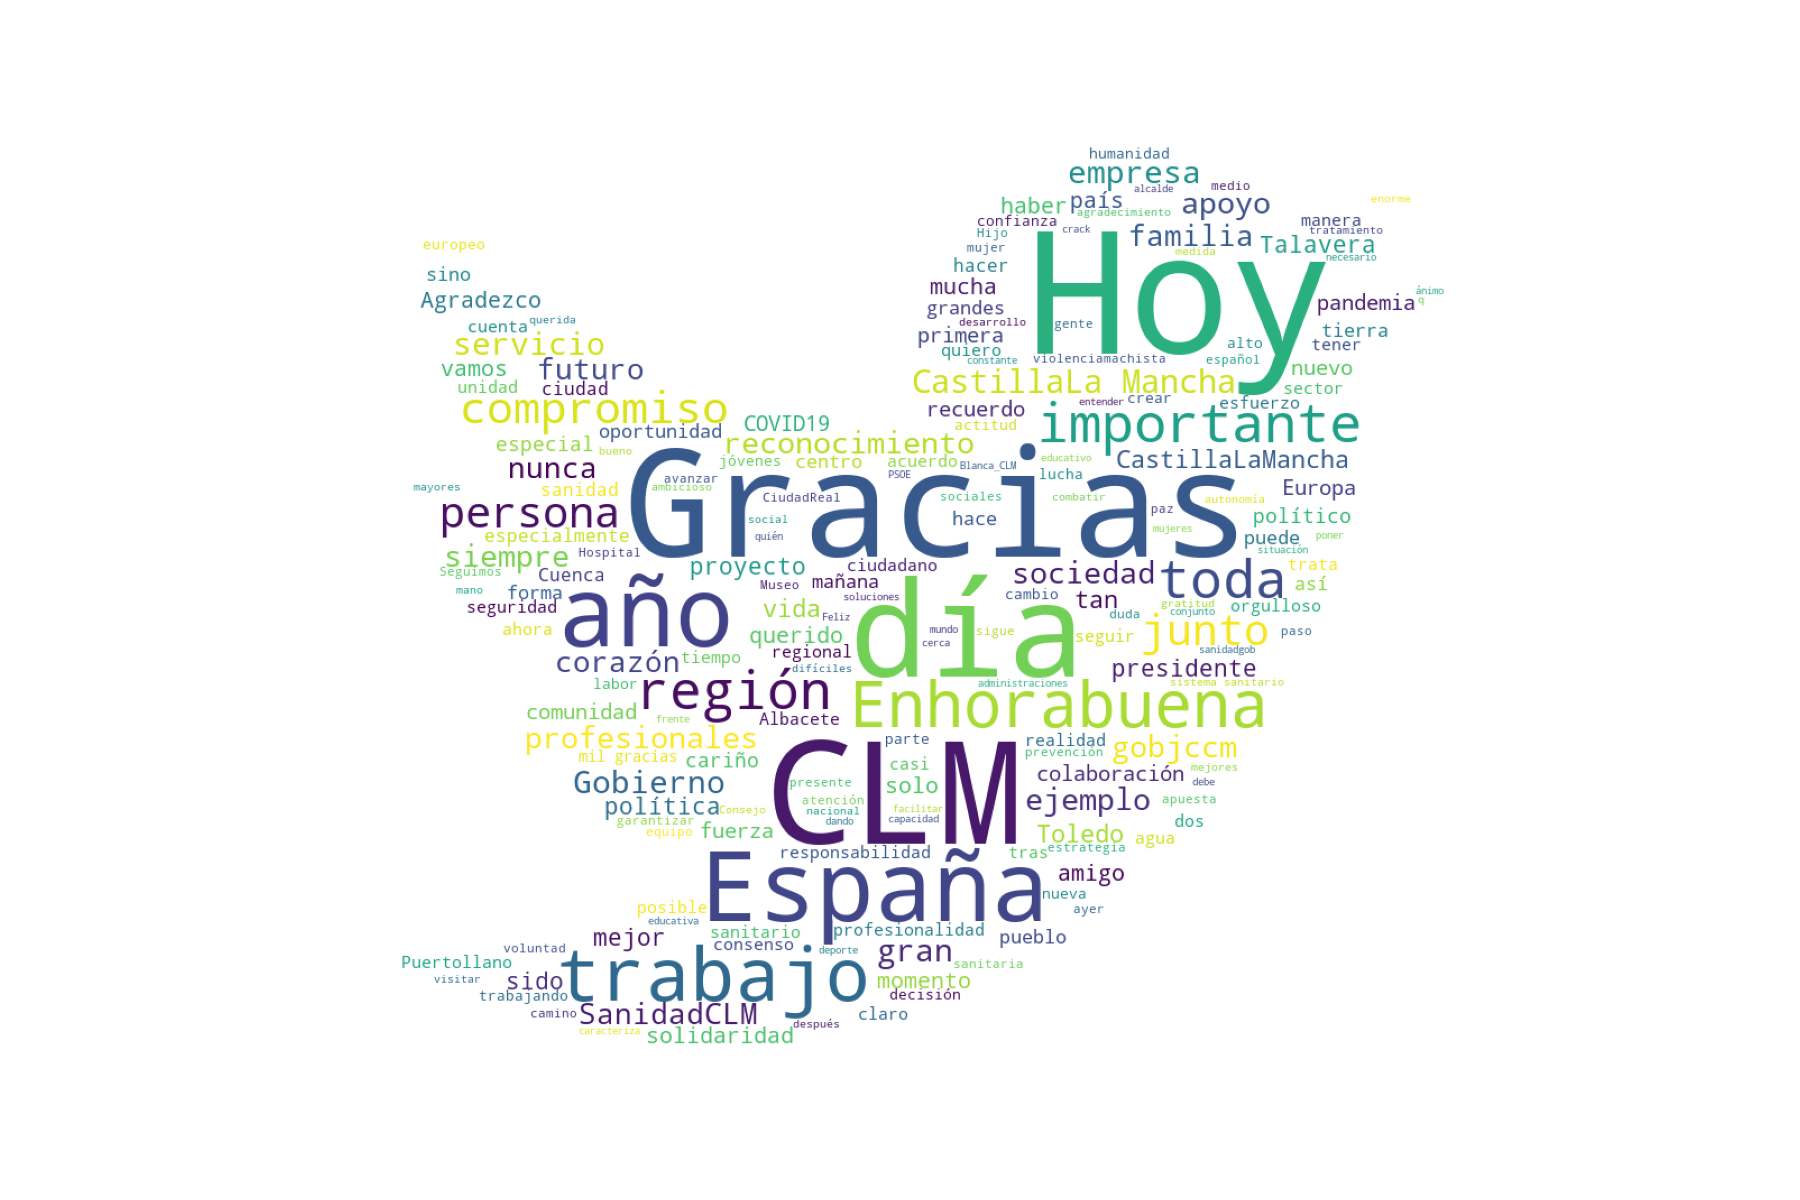 humanidad
empresa
alcalde
medio
enorme
haber
país
agradecimiento
apoyo
confianza
crack
manera
Hijo
familia
tratamiento
europeo
mujer
medida
Talavera
necesario
sino
hacer
Hoy
mucha
ánimo
Agradezco
grandes
pandemia
q
cuenta
querida
desarrollo
gente
tierra
servicio
primera
alto
tener
quiero
constante
violenciamachista
español
vamos
futuro
nuevo
unidad
ciudad
CastillaLa Mancha
sector
compromiso
recuerdo
entender
crear
esfuerzo
oportunidad
COVID19
actitud
importante
especial
bueno
reconocimiento
nunca
jóvenes
centro
acuerdo
Blanca_CLM
educativo
CastillaLaMancha
avanzar
PSOE
lucha
mayores
sanidad
ambicioso
CiudadReal
Gracias
sociales
combatir
autonomía
Europa
persona
social
hace
paz
político
especialmente
quién
mujeres
puede
poner
siempre
Hospital
situación
Seguimos
Cuenca
proyecto
ciudadano
sociedad
toda
trata
mano
forma
año
Museo
mañana
día
cambio
tan
así
seguridad
vida
Feliz
soluciones
duda
gratitud
conjunto
orgulloso
ahora
querido
mundo
cerca
sigue
seguir
junto
paso
corazón
tiempo
regional
sanidadgob
difíciles
presidente
labor
región
administraciones
sistema sanitario
comunidad
frente
Albacete
Enhorabuena
profesionales
parte
realidad
gobjccm
mil gracias
cariño
CLM
casi
prevención
mejores
Gobierno
presente
solo
colaboración
debe
política
atención
ejemplo
apuesta
Consejo
nacional
facilitar
garantizar
dando
capacidad
dos
equipo
fuerza
Toledo
agua
responsabilidad
tras
estrategia
España
amigo
nueva
posible
ayer
educativa
sanitario
profesionalidad
mejor
consenso
pueblo
voluntad
trabajo
deporte
gran
Puertollano
sanitaria
visitar
sido
momento
trabajando
decisión
camino
SanidadCLM
claro
caracteriza
después
solidaridad